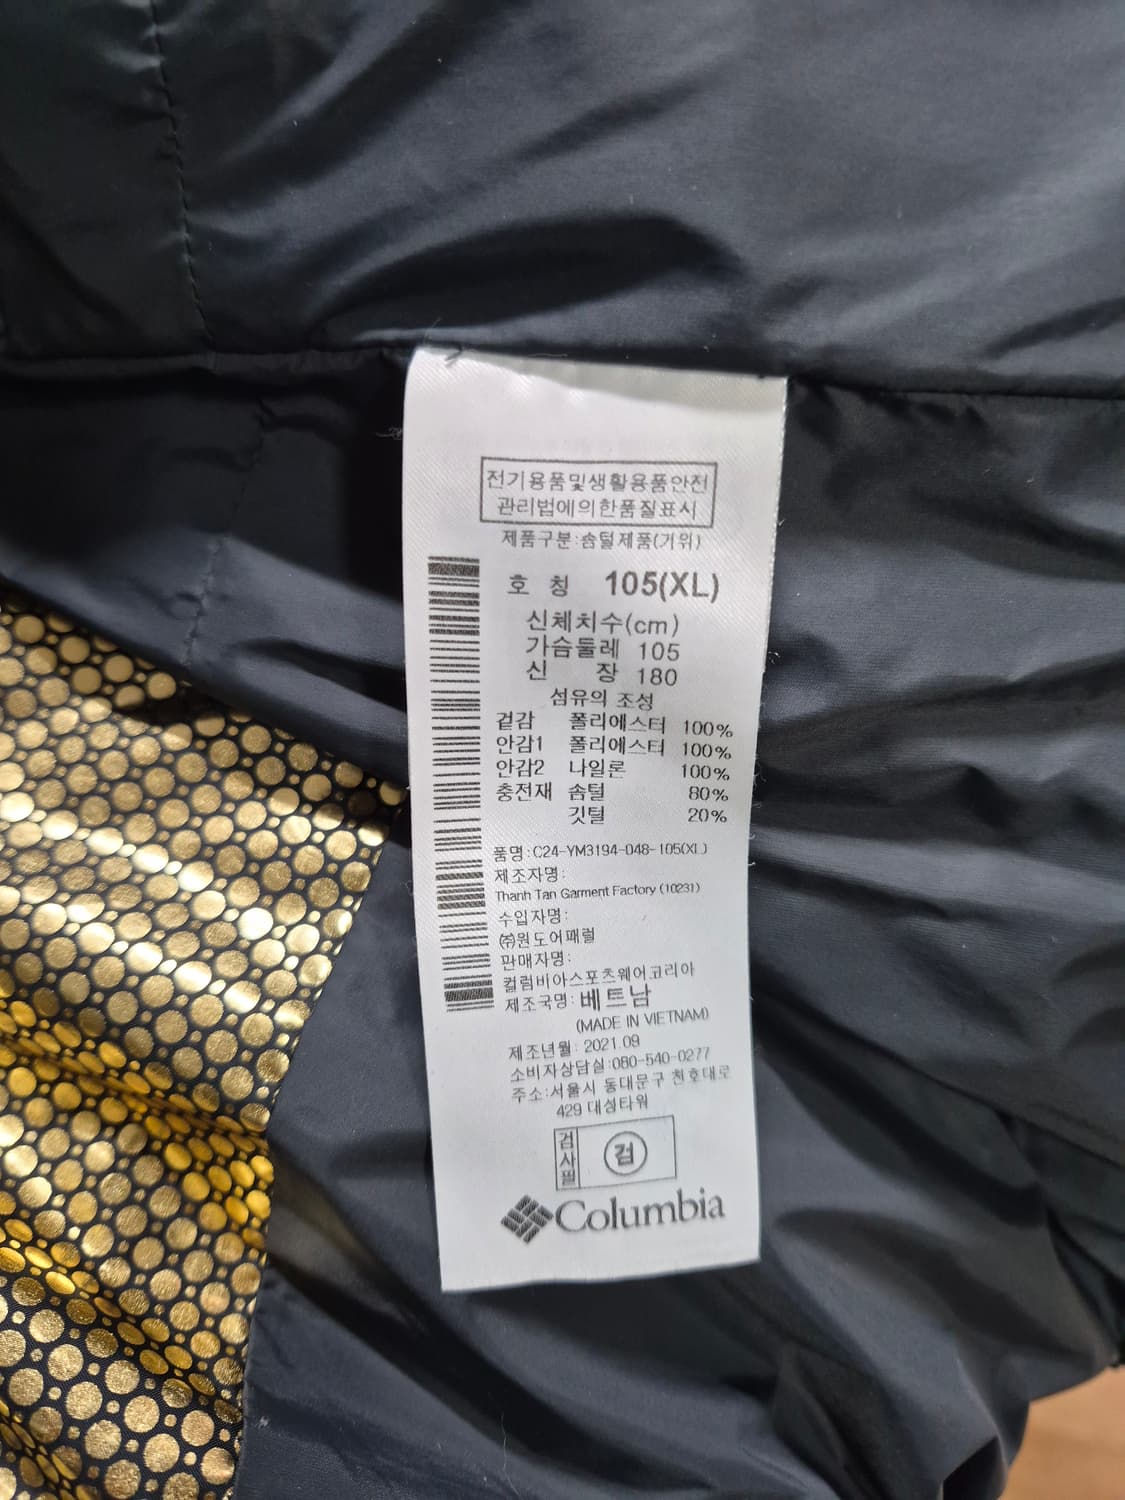 전기용품및생활용품안전
관리법에의한품질표시
제품구분:솜털제품(거위)
호 칭 105(XL)
신체치수(cm)
가슴둘레 105
신 장 180
섬유의 조성
겉감 폴리에스터 100%
안감1 폴리에스터 100%
안감2 나일론 100%
충전재 솜털 80%
깃털 20%
품명:C24-YM3194-048-105(XL)
제조자명:
Thanh Tan Garment Factory (10231)
수입자명:
㈜원도어패럴
판매자명:
컬럼비아스포츠웨어코리아
제조국명: 베트남
(MADE IN VIETNAM)
제조년월: 2021.09
소비자상담실:080-540-0277
주소:서울시 동대문구 천호대로
429 대성타워
검사필 검
Columbia